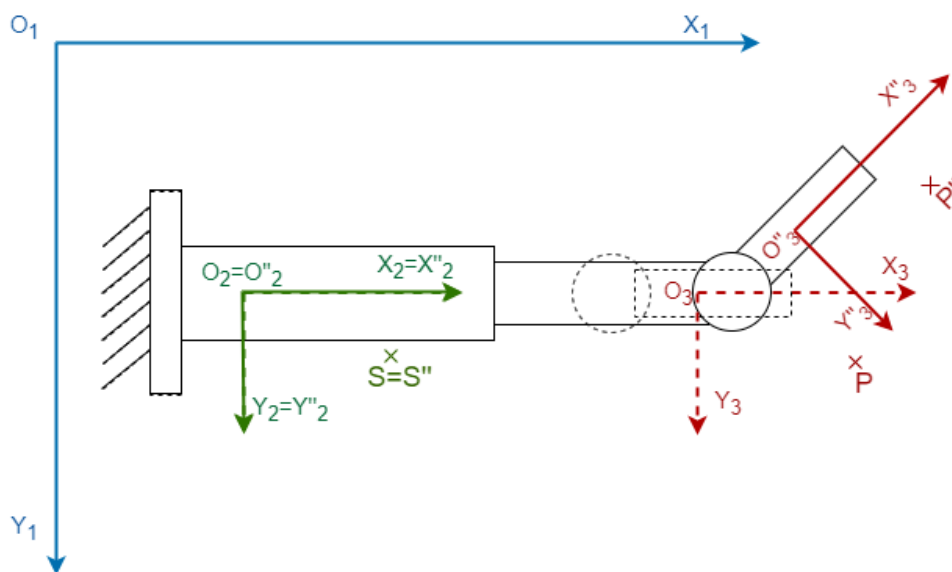 O₁
X₁
X"₃
P"
O₂=O"₂
X₂=X"₂
O"₃
X₃
O₃
Y"₃
S=S"
P
Y₂=Y"₂
Y₃
Y₁